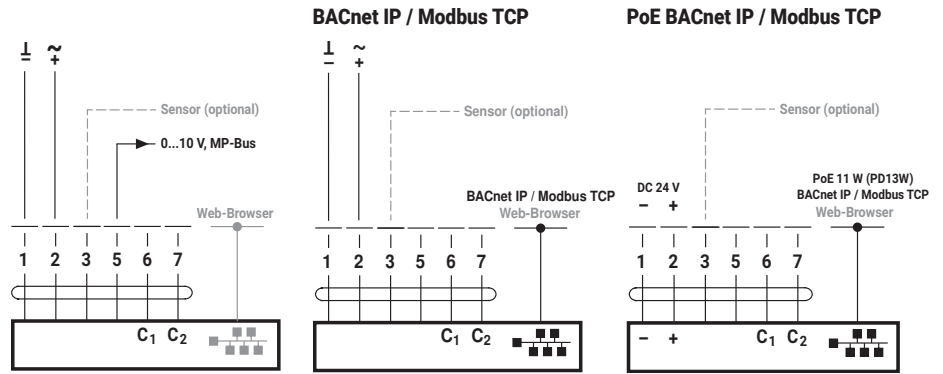 BACnet IP / Modbus TCP
PoE BACnet IP / Modbus TCP
⊥ ~
– +
⊥ ~
– +
Sensor (optional)
Sensor (optional)
Sensor (optional)
0...10 V, MP-Bus
PoE 11 W (PD13W)
DC 24 V
BACnet IP / Modbus TCP
BACnet IP / Modbus TCP
– +
Web-Browser
Web-Browser
Web-Browser
1 2 3 5 6 7
1 2 3 5 6 7
1 2 3 5 6 7
C1 C2
C1 C2
– + C1 C2